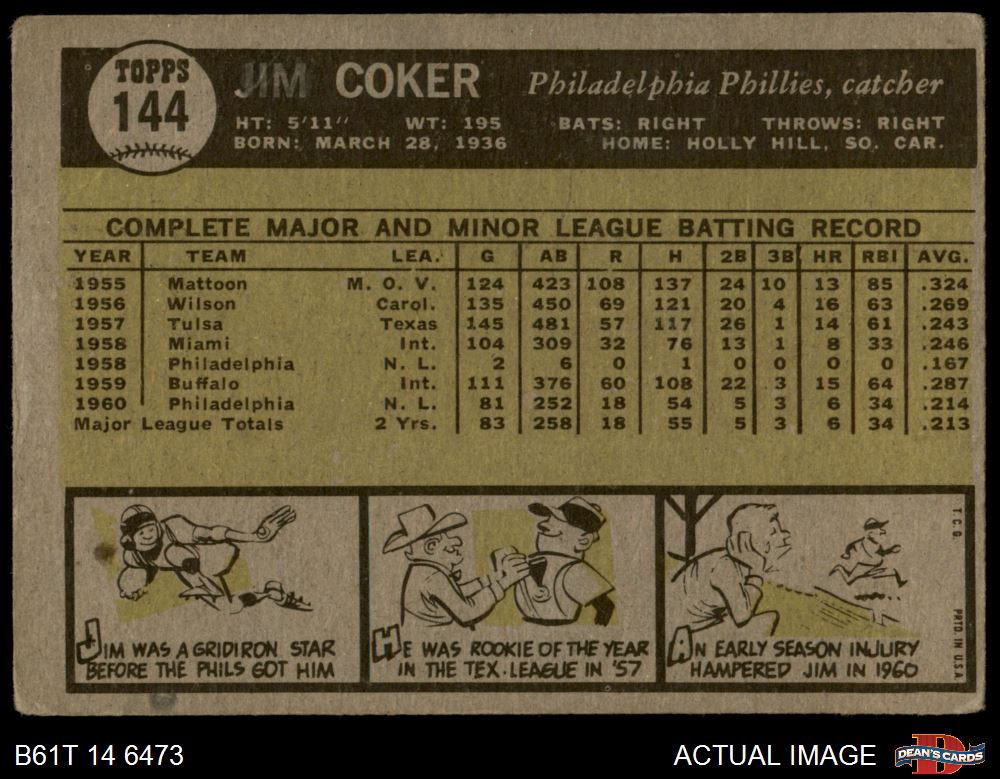 TOPPS
144
JIM COKER
Philadelphia Phillies, catcher
HT: 5'11" WT: 195 BATS: RIGHT THROWS: RIGHT
BORN: MARCH 28, 1936 HOME: HOLLY HILL, SO. CAR.
COMPLETE MAJOR AND MINOR LEAGUE BATTING RECORD
YEAR TEAM LEA. G AB R H 2B 3B HR RBI AVG.
1955 Mattoon M. O. V. 124 423 108 137 24 10 13 85 .324
1956 Wilson Carol. 135 450 69 121 20 4 16 63 .269
1957 Tulsa Texas 145 481 57 117 26 1 14 61 .243
1958 Miami Int. 104 309 32 76 13 1 8 33 .246
1958 Philadelphia N. L. 2 6 0 1 0 0 0 0 .167
1959 Buffalo Int. 111 376 60 108 22 3 15 64 .287
1960 Philadelphia N. L. 81 252 18 54 5 3 6 34 .214
Major League Totals 2 Yrs. 83 258 18 55 5 3 6 34 .213
JIM WAS A GRIDIRON STAR
BEFORE THE PHILS GOT HIM
HE WAS ROOKIE OF THE YEAR
IN THE TEX. LEAGUE IN '57
AN EARLY SEASON INJURY
HAMPERED JIM IN 1960
T.C.G. PRTD. IN U.S.A.
B61T 14 6473
ACTUAL IMAGE
DEAN'S CARDS